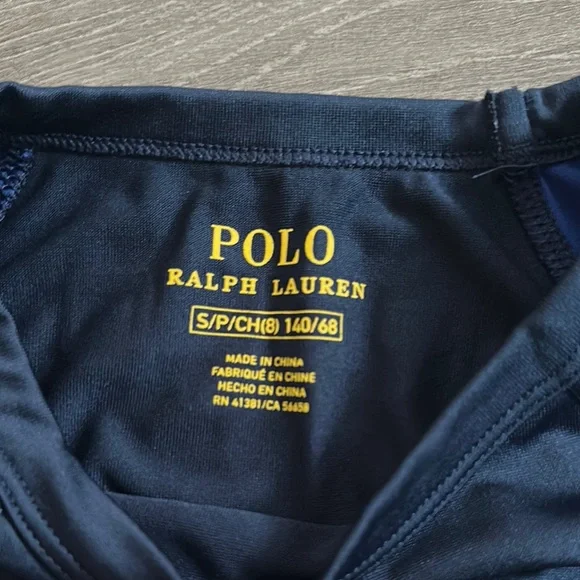 POLO
RALPH LAUREN
S/P/CH(8) 140/68
MADE IN CHINA
FABRIQUÉ EN CHINE
HECHO EN CHINA
RN 41381/CA 56658